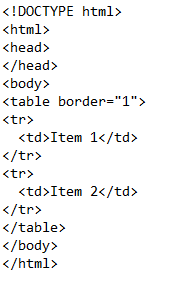 <!DOCTYPE html>
<html>
<head>
</head>
<body>
<table border="1">
<tr>
  <td>Item 1</td>
</tr>
<tr>
  <td>Item 2</td>
</tr>
</table>
</body>
</html>